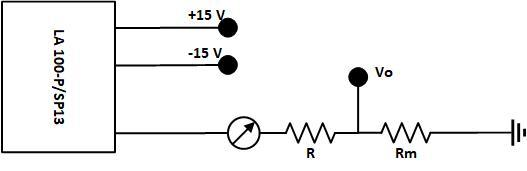 +15 V
-15 V
LA 100-P/SP13
Vo
R
Rm